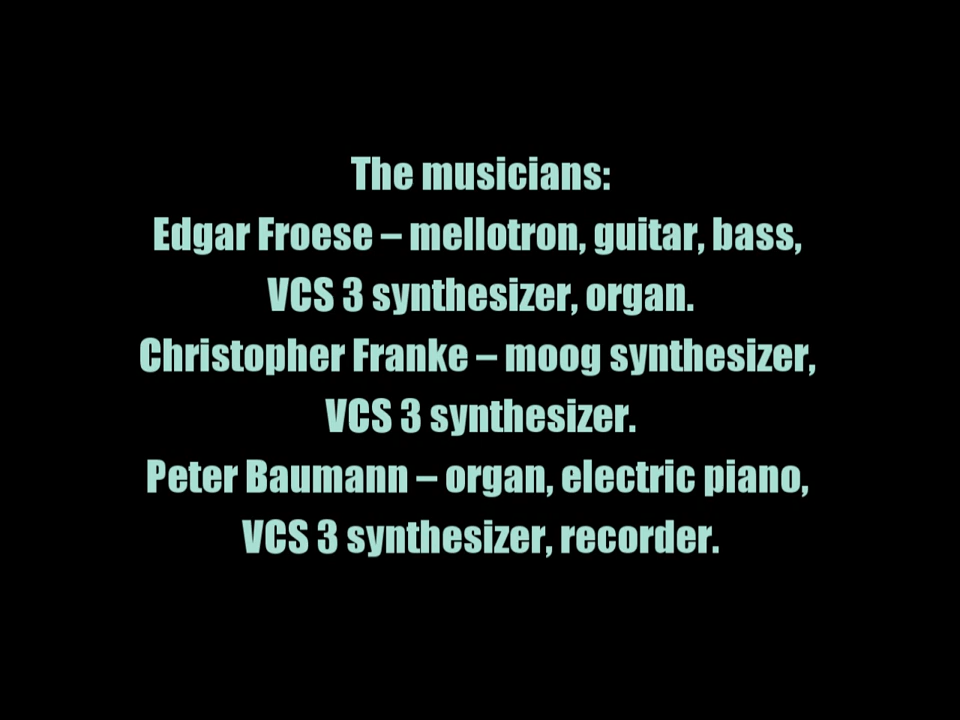 The musicians:
Edgar Froese – mellotron, guitar, bass,
VCS 3 synthesizer, organ.
Christopher Franke – moog synthesizer,
VCS 3 synthesizer.
Peter Baumann – organ, electric piano,
VCS 3 synthesizer, recorder.